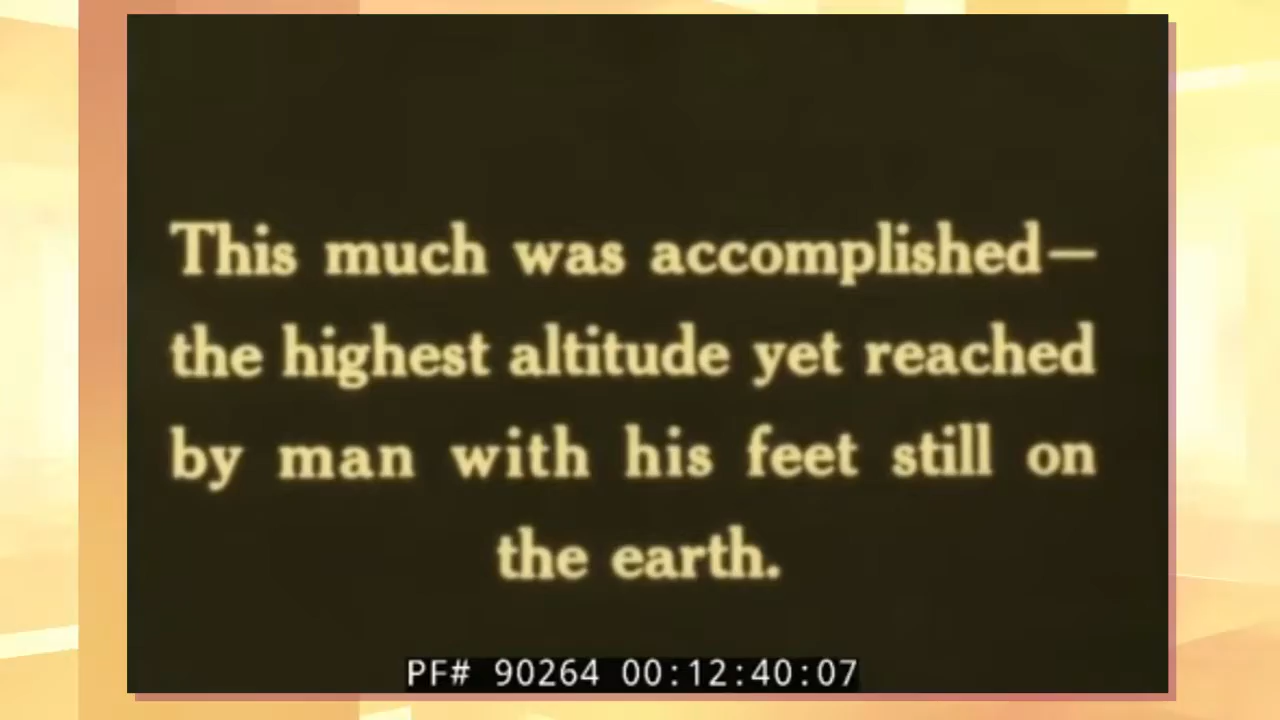 This much was accomplished—
the highest altitude yet reached
by man with his feet still on
the earth.
PF# 90264 00:12:40:07